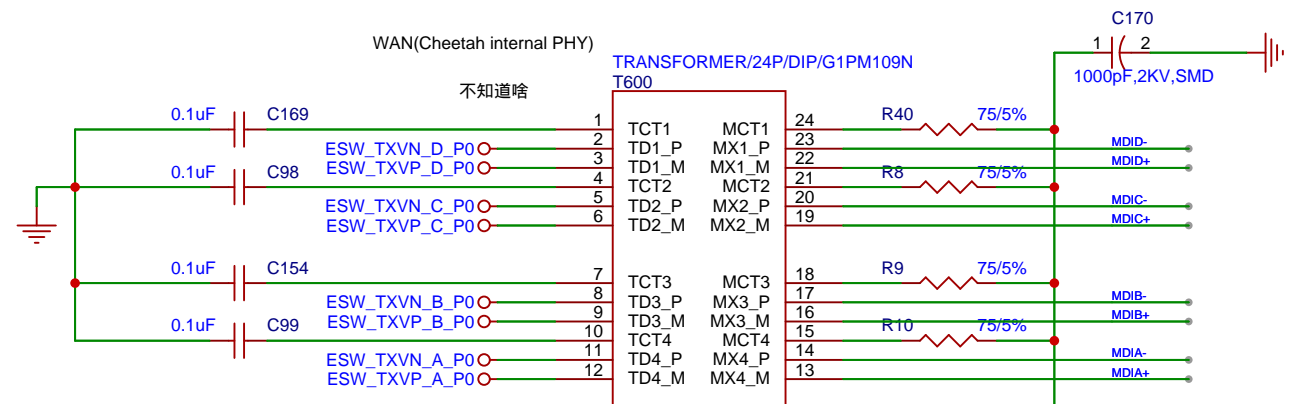 C170
1 2
1000pF,2KV,SMD
WAN(Cheetah internal PHY)
TRANSFORMER/24P/DIP/G1PM109N
不知道啥
T600
0.1uF C169 1 TCT1 MCT1 24 R40 75/5%
ESW_TXVN_D_P0 2 TD1_P MX1_P 23 MDID-
ESW_TXVP_D_P0 3 TD1_M MX1_M 22 MDID+
0.1uF C98 4 TCT2 MCT2 21 R8 75/5%
ESW_TXVN_C_P0 5 TD2_P MX2_P 20 MDIC-
ESW_TXVP_C_P0 6 TD2_M MX2_M 19 MDIC+
0.1uF C154 7 TCT3 MCT3 18 R9 75/5%
ESW_TXVN_B_P0 8 TD3_P MX3_P 17 MDIB-
ESW_TXVP_B_P0 9 TD3_M MX3_M 16 MDIB+
0.1uF C99 10 TCT4 MCT4 15 R10 75/5%
ESW_TXVN_A_P0 11 TD4_P MX4_P 14 MDIA-
ESW_TXVP_A_P0 12 TD4_M MX4_M 13 MDIA+